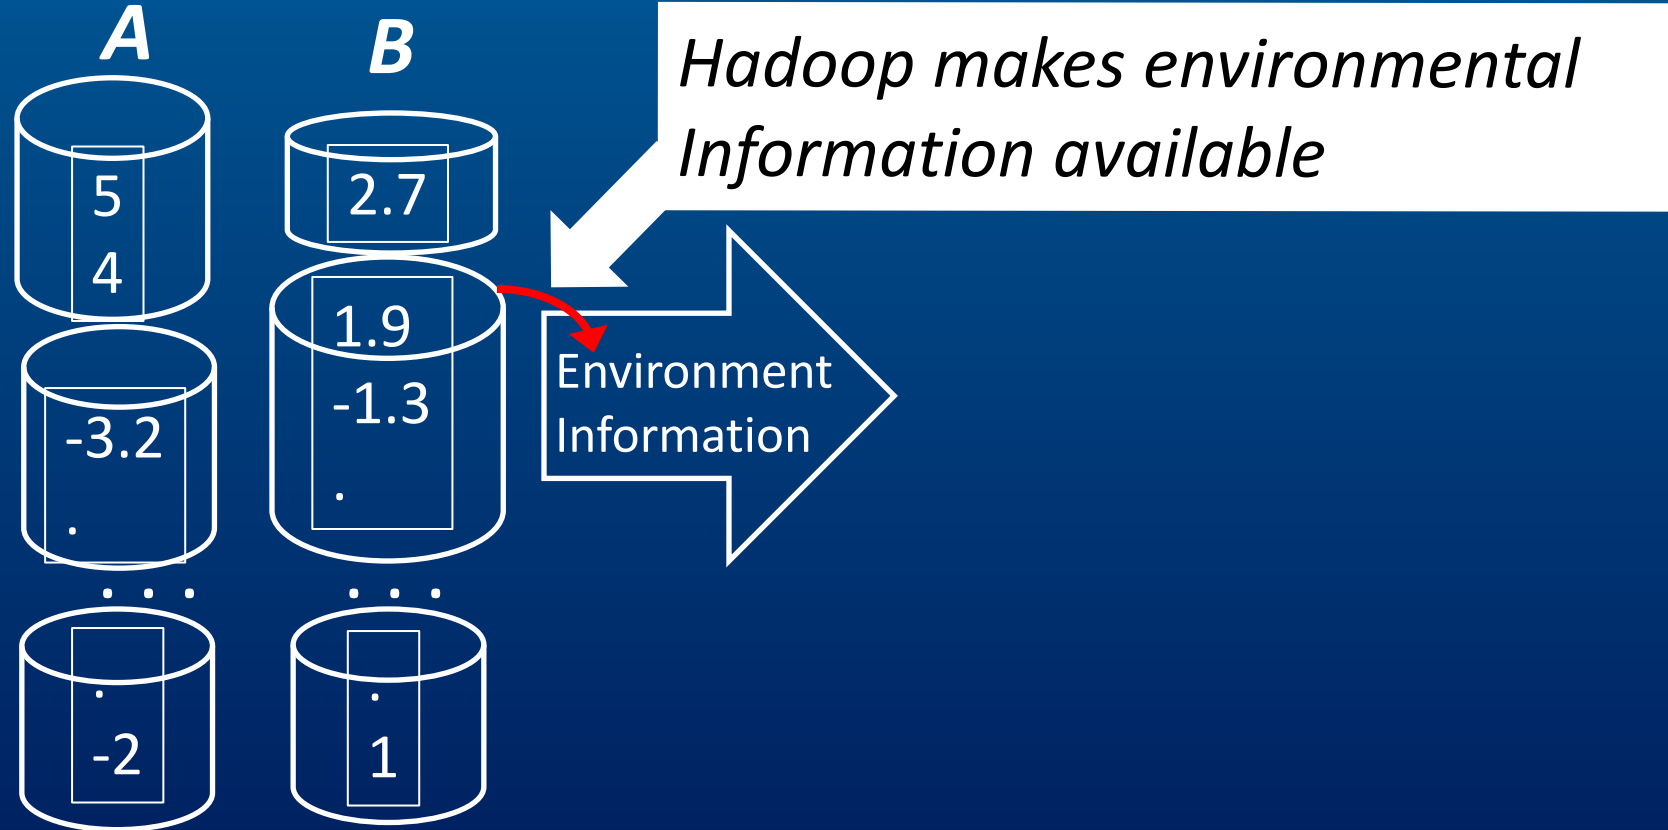 A
B
Hadoop makes environmental
Information available
5
4
-3.2
.
. . .
.
-2
2.7
1.9
-1.3
.
. . .
.
1
Environment
Information